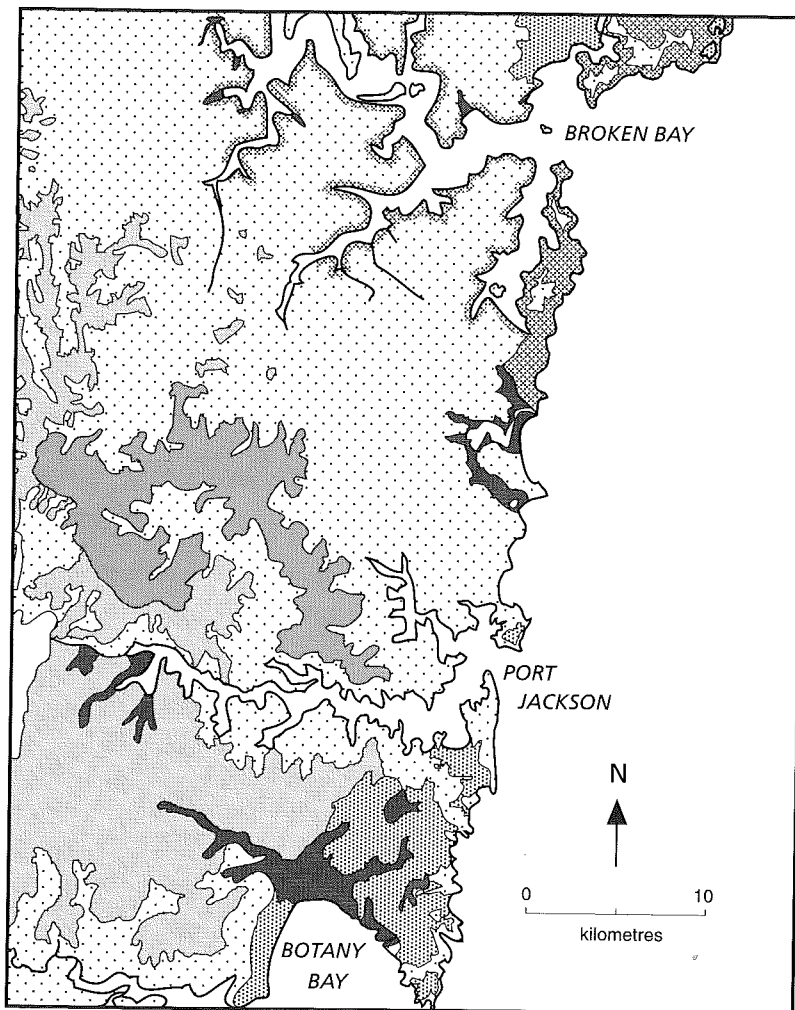 BROKEN BAY
PORT
JACKSON
N
0 10
kilometres
BOTANY
BAY